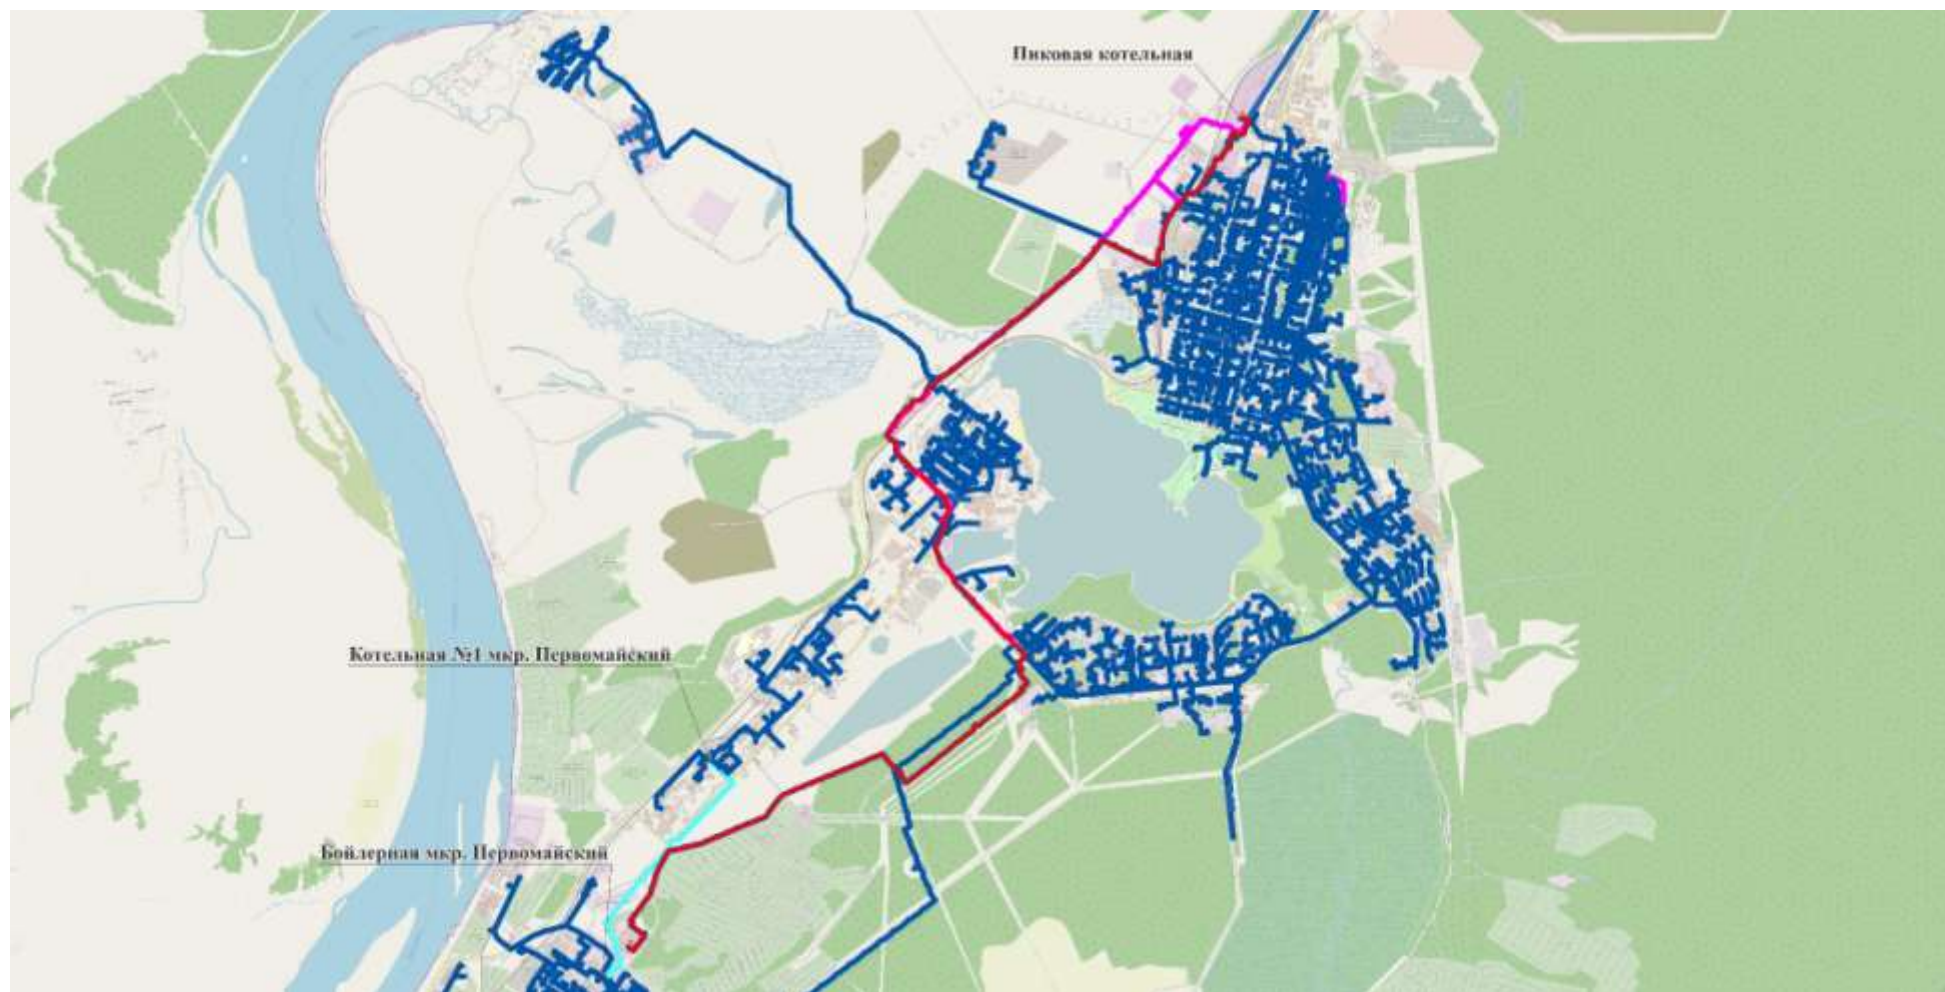 Пиковая котельная
Котельная №1 мкр. Первомайский
Бойлерная мкр. Первомайский